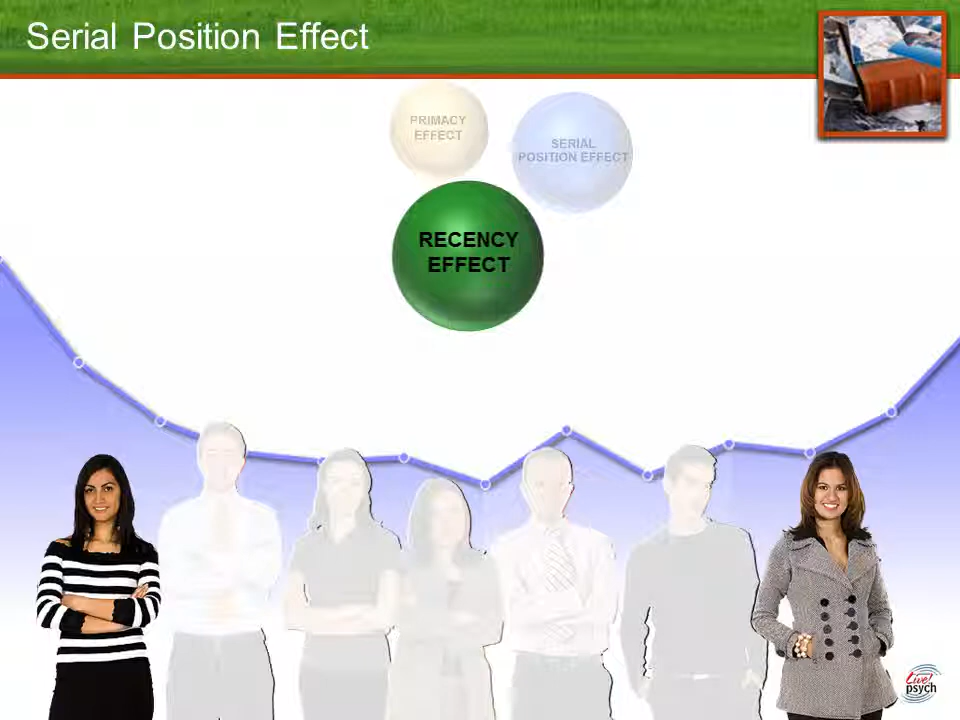 Serial Position Effect
PRIMACY
EFFECT
SERIAL
POSITION EFFECT
RECENCY
EFFECT
Live!
psych